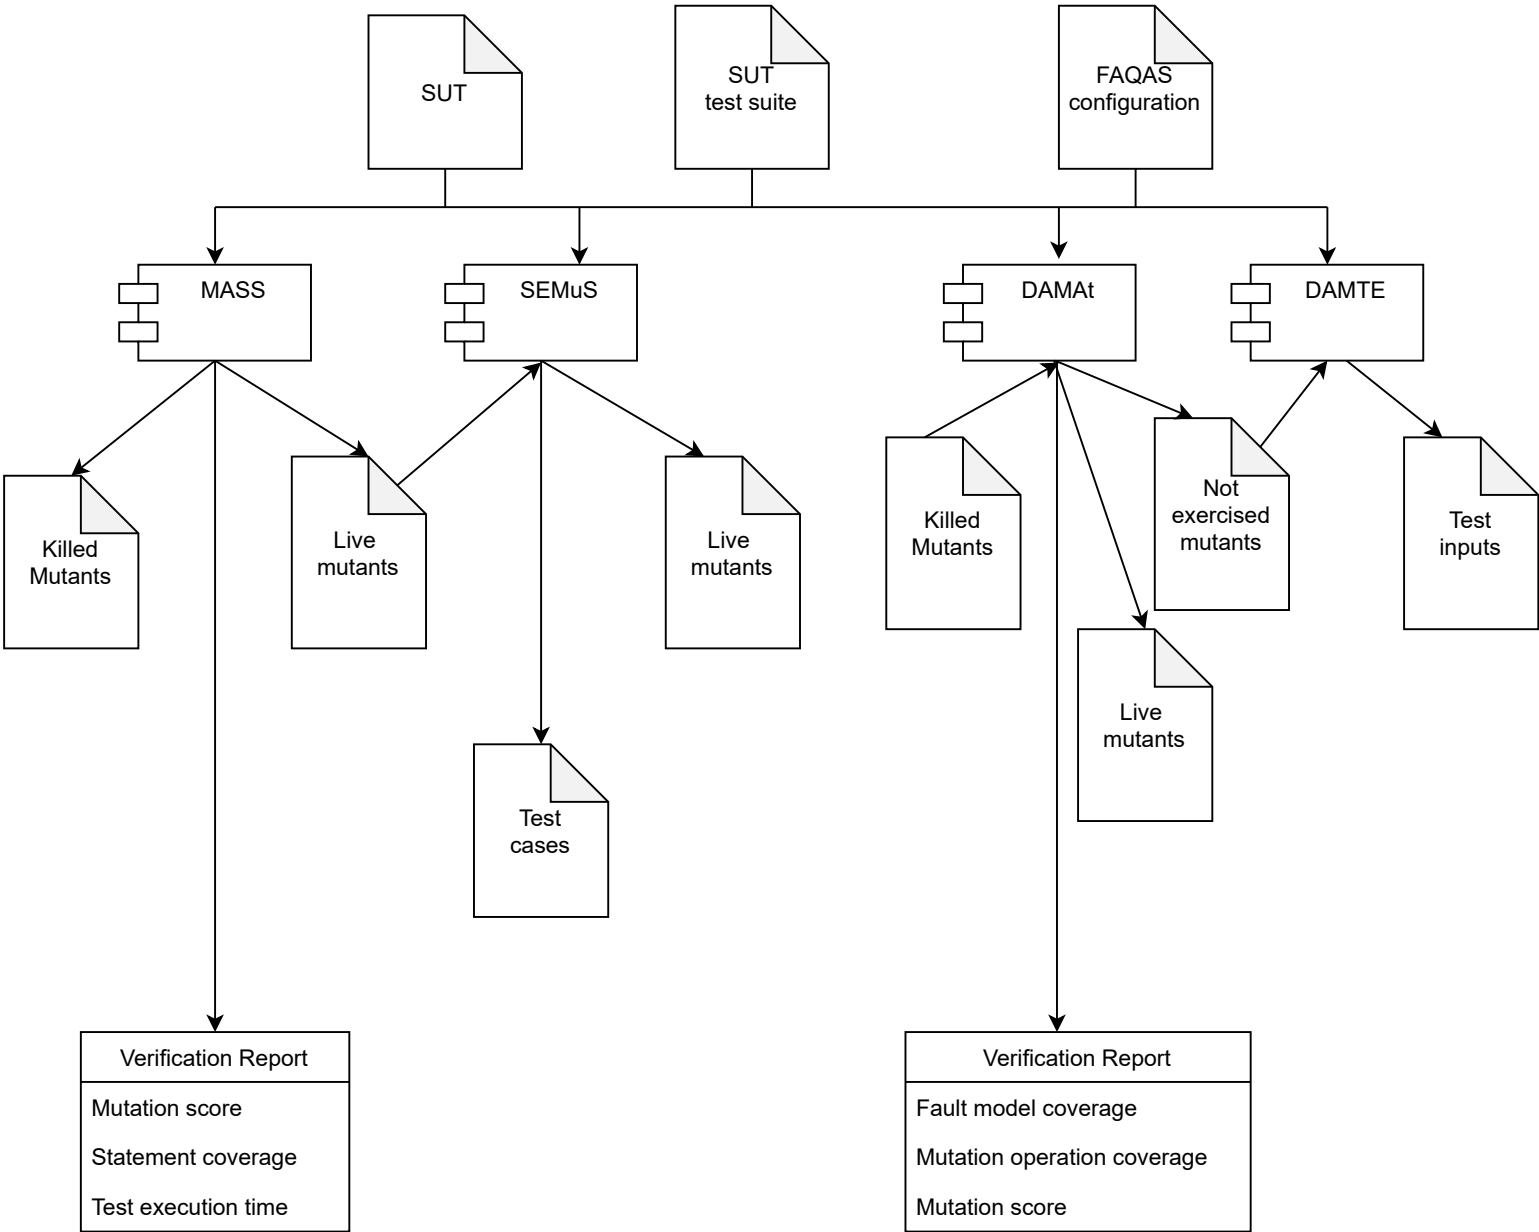 SUT
SUT
test suite
FAQAS
configuration
MASS
SEMuS
DAMAt
DAMTE
Killed
Mutants
Live
mutants
Live
mutants
Killed
Mutants
Not
exercised
mutants
Test
inputs
Live
mutants
Test
cases
Verification Report
Mutation score
Statement coverage
Test execution time
Verification Report
Fault model coverage
Mutation operation coverage
Mutation score